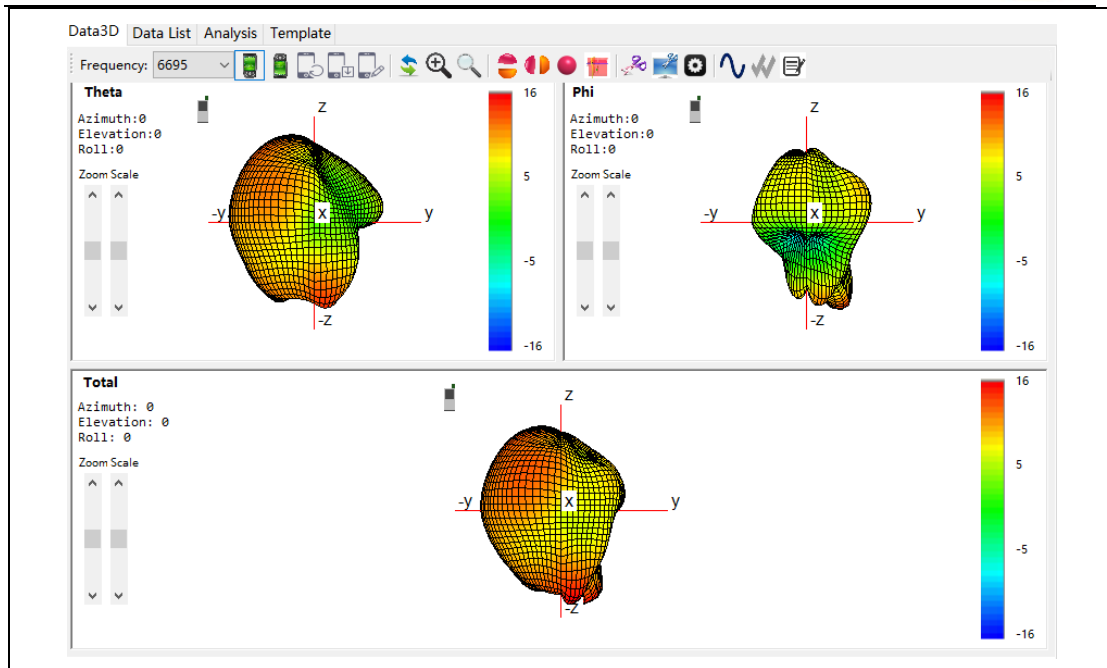 Data3D Data List Analysis Template
Frequency: 6695
Theta
Azimuth:0
Elevation:0
Roll:0
Zoom Scale
z
-y
x
y
-z
16
5
-5
-16
Phi
Azimuth:0
Elevation:0
Roll:0
Zoom Scale
z
-y
x
y
-z
16
5
-5
-16
Total
Azimuth: 0
Elevation: 0
Roll: 0
Zoom Scale
z
-y
x
y
-z
16
5
-5
-16